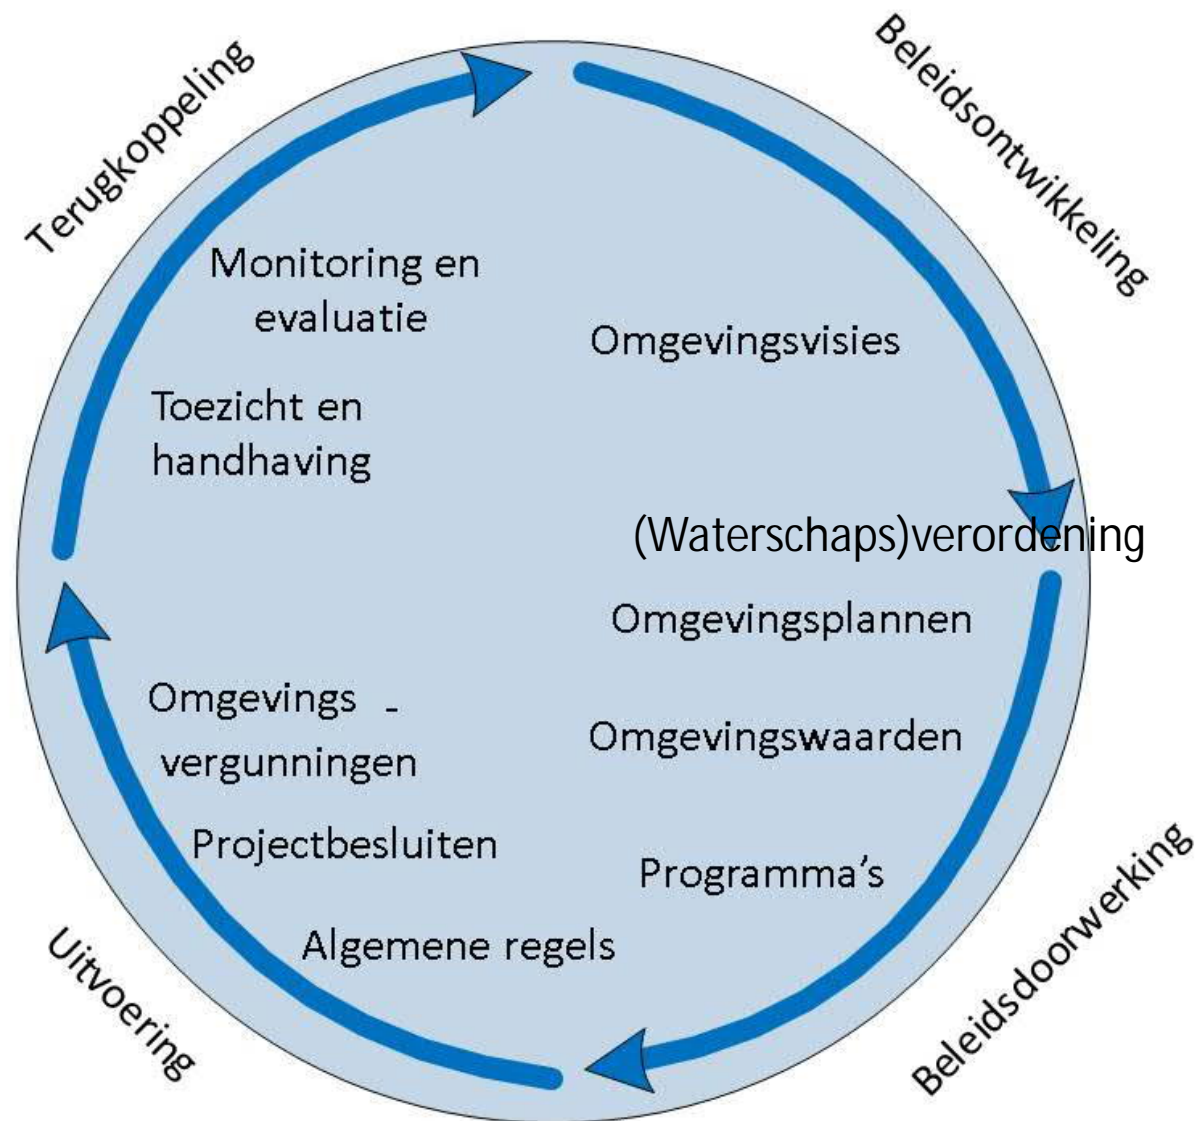 Terugkoppeling
Beleidsontwikkeling
Monitoring en
evaluatie
Omgevingsvisies
Toezicht en
handhaving
(Waterschaps)verordening
Omgevingsplannen
Omgevings -
vergunningen
Omgevingswaarden
Projectbesluiten
Programma's
Algemene regels
Uitvoering
Beleidsdoorwerking